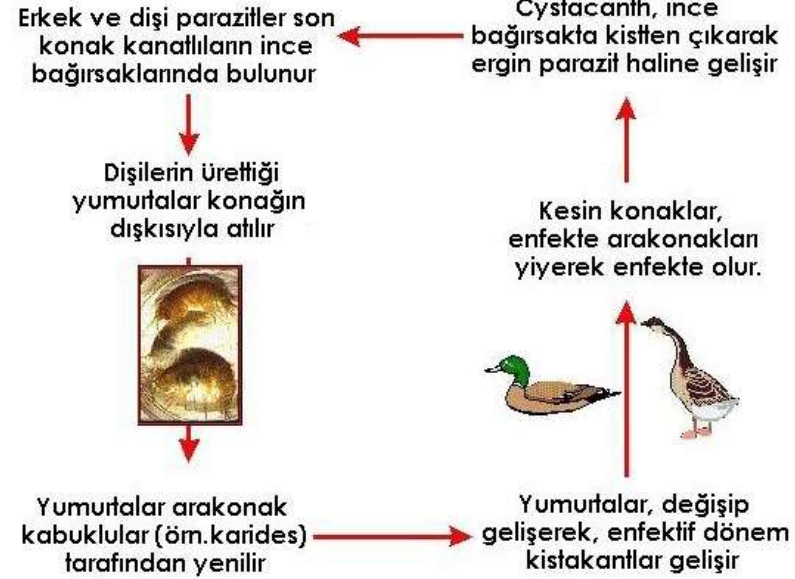 Erkek ve dişi parazitler son
konak kanatlıların ince
bağırsaklarında bulunur
Dişilerin ürettiği
yumurtalar konağın
dışkısıyla atılır
Yumurtalar arakonak
kabuklular (örn.karides)
tarafından yenilir
Yumurtalar, değişip
gelişerek, enfektif dönem
kistakantlar gelişir
Kesin konaklar,
enfekte arakonakları
yiyerek enfekte olur.
Cystacanth, ince
bağırsakta kistten çıkarak
ergin parazit haline gelişir